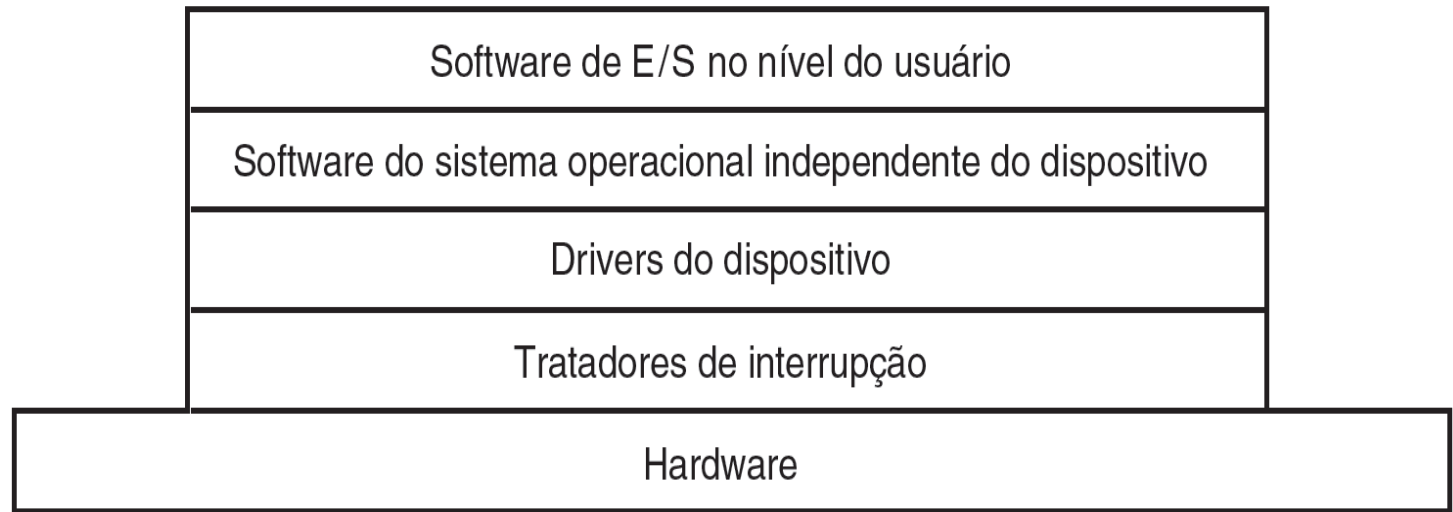 Software de E/S no nível do usuário
Software do sistema operacional independente do dispositivo
Drivers do dispositivo
Tratadores de interrupção
Hardware